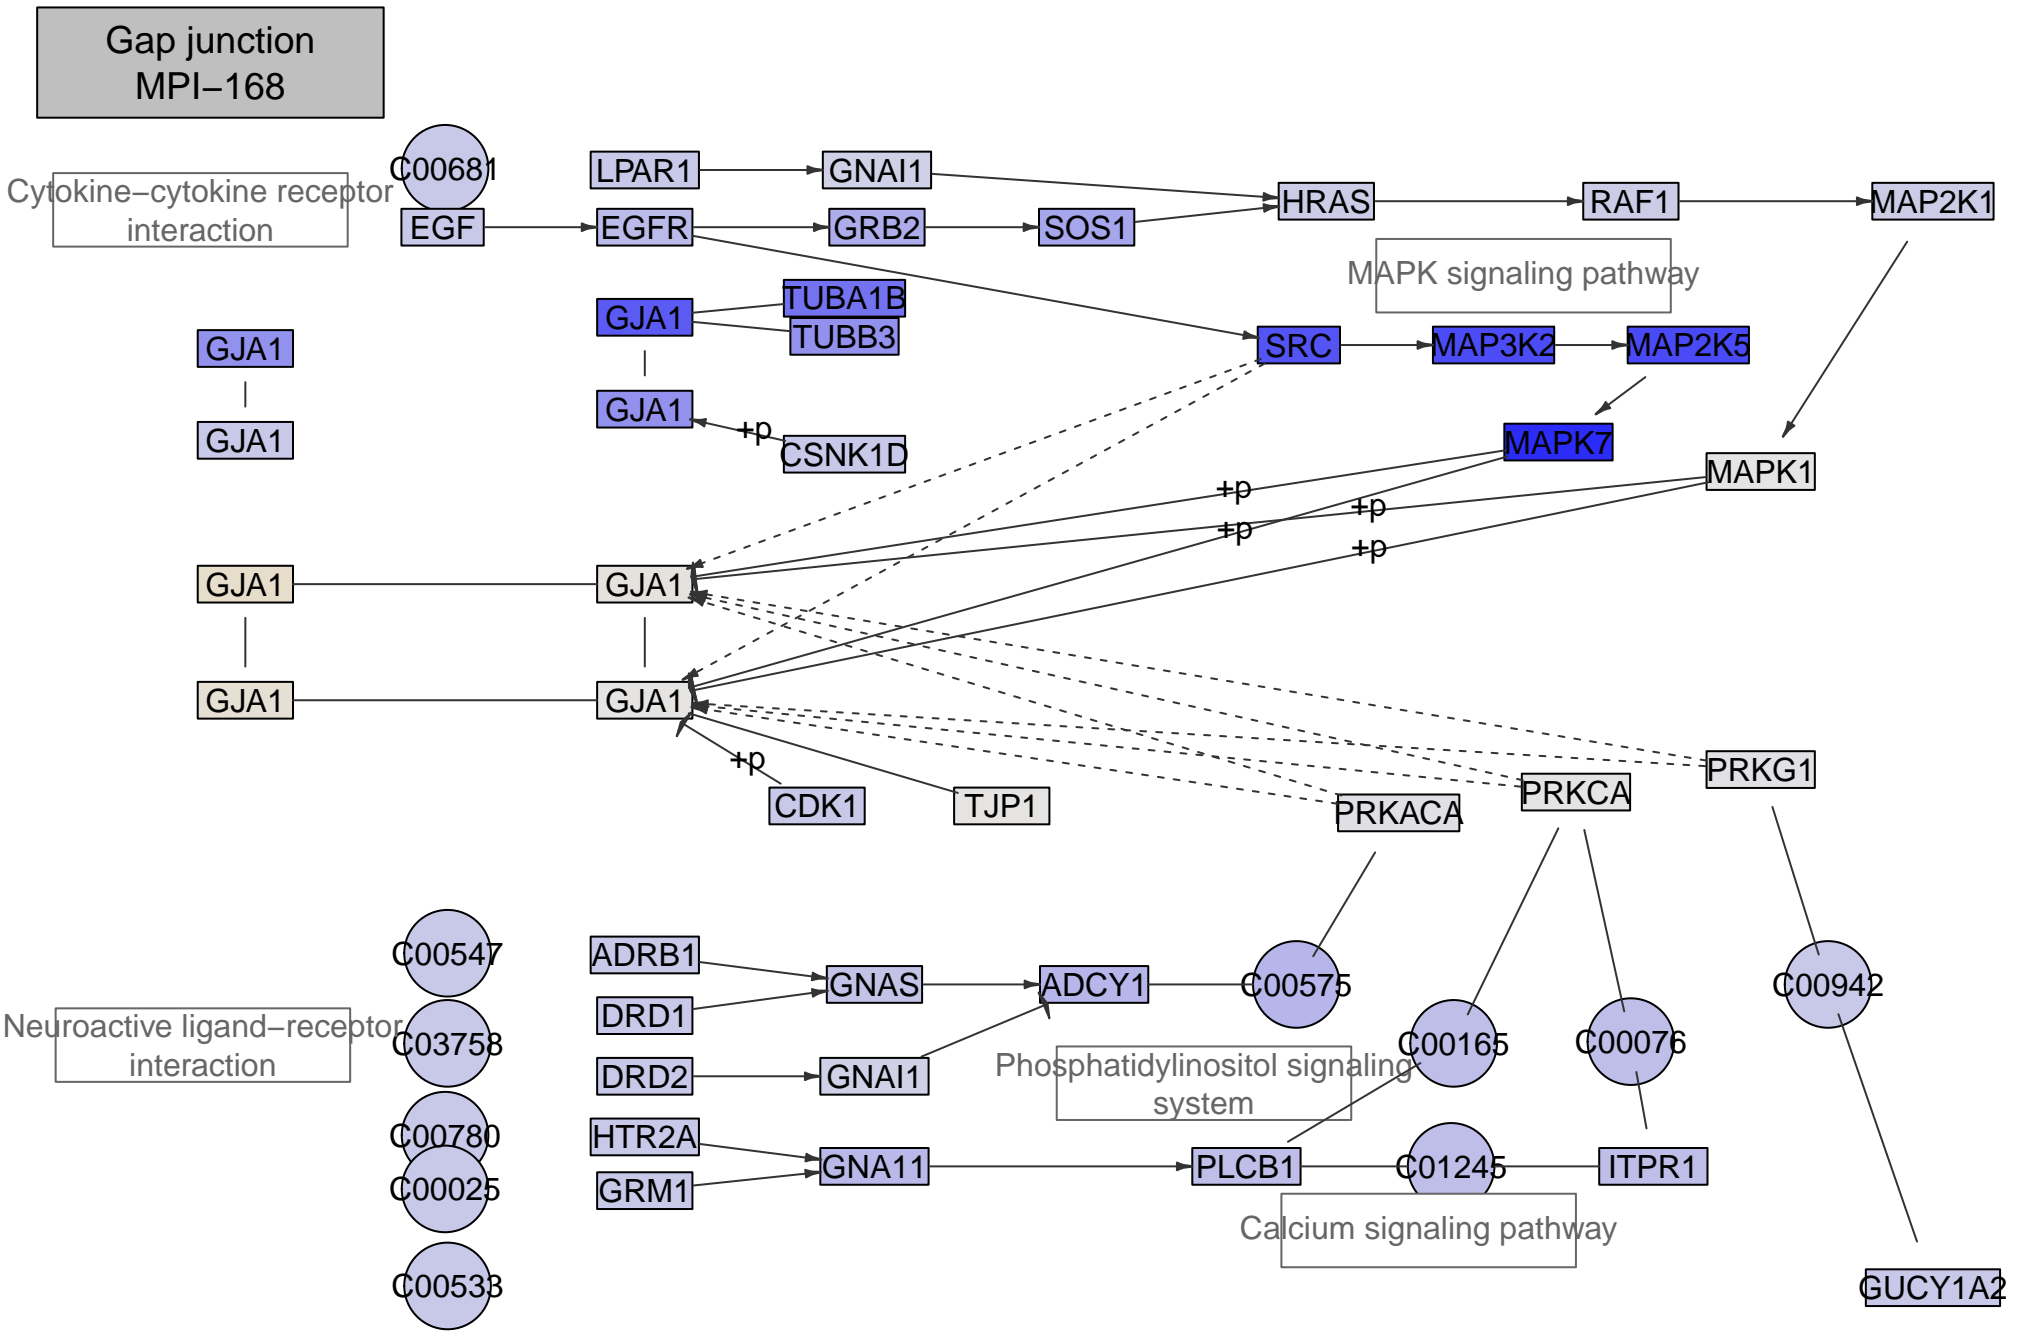 Gap junction
MPI−168
C00681
LPAR1
GNAI1
Cytokine−cytokine receptor
interaction
HRAS
RAF1
MAP2K1
EGF
EGFR
GRB2
SOS1
MAPK signaling pathway
TUBA1B
GJA1
TUBB3
GJA1
SRC
MAP3K2
MAP2K5
GJA1
+p
GJA1
CSNK1D
MAPK7
MAPK1
+p
+p
+p
+p
GJA1
GJA1
GJA1
GJA1
+p
CDK1
TJP1
PRKACA
PRKCA
PRKG1
C00547
ADRB1
GNAS
ADCY1
C00575
C00942
DRD1
Neuroactive ligand−receptor
interaction
C03758
C00165
C00076
DRD2
GNAI1
Phosphatidylinositol signaling
system
C00780
HTR2A
GNA11
PLCB1
C01245
ITPR1
C00025
GRM1
Calcium signaling pathway
C00533
GUCY1A2